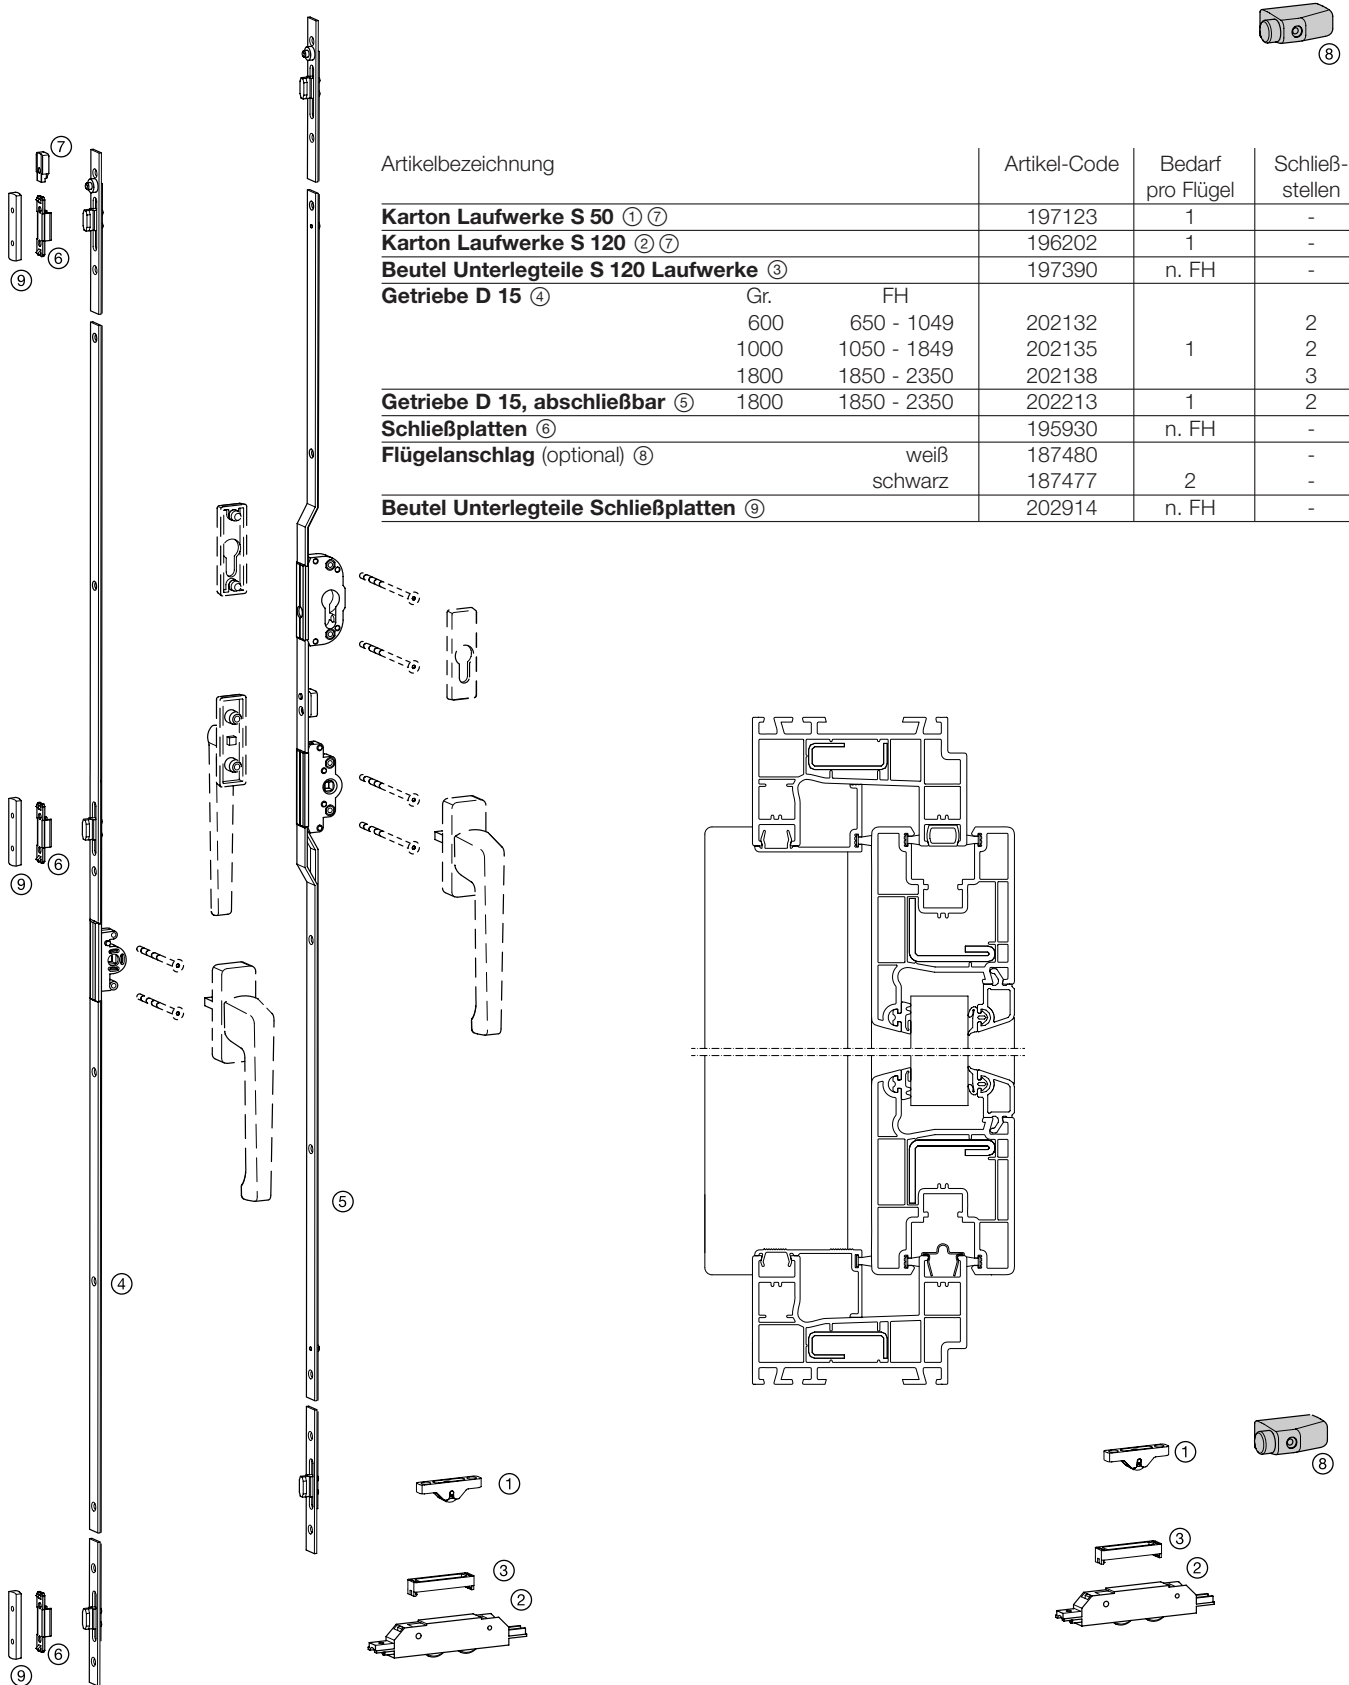 ⑧
Artikelbezeichnung Artikel-Code Bedarf pro Flügel Schließ-stellen
Karton Laufwerke S 50 ① ⑦ 197123 1 -
Karton Laufwerke S 120 ② ⑦ 196202 1 -
Beutel Unterlegteile S 120 Laufwerke ③ 197390 n. FH -
Getriebe D 15 ④ Gr. FH
600 650 - 1049 202132 2
1000 1050 - 1849 202135 1 2
1800 1850 - 2350 202138 3
Getriebe D 15, abschließbar ⑤ 1800 1850 - 2350 202213 1 2
Schließplatten ⑥ 195930 n. FH -
Flügelanschlag (optional) ⑧ weiß 187480 -
schwarz 187477 2 -
Beutel Unterlegteile Schließplatten ⑨ 202914 n. FH -
⑦
⑥
⑨
⑥
⑨
⑤
④
①
①
⑧
③
②
③
②
⑥
⑨